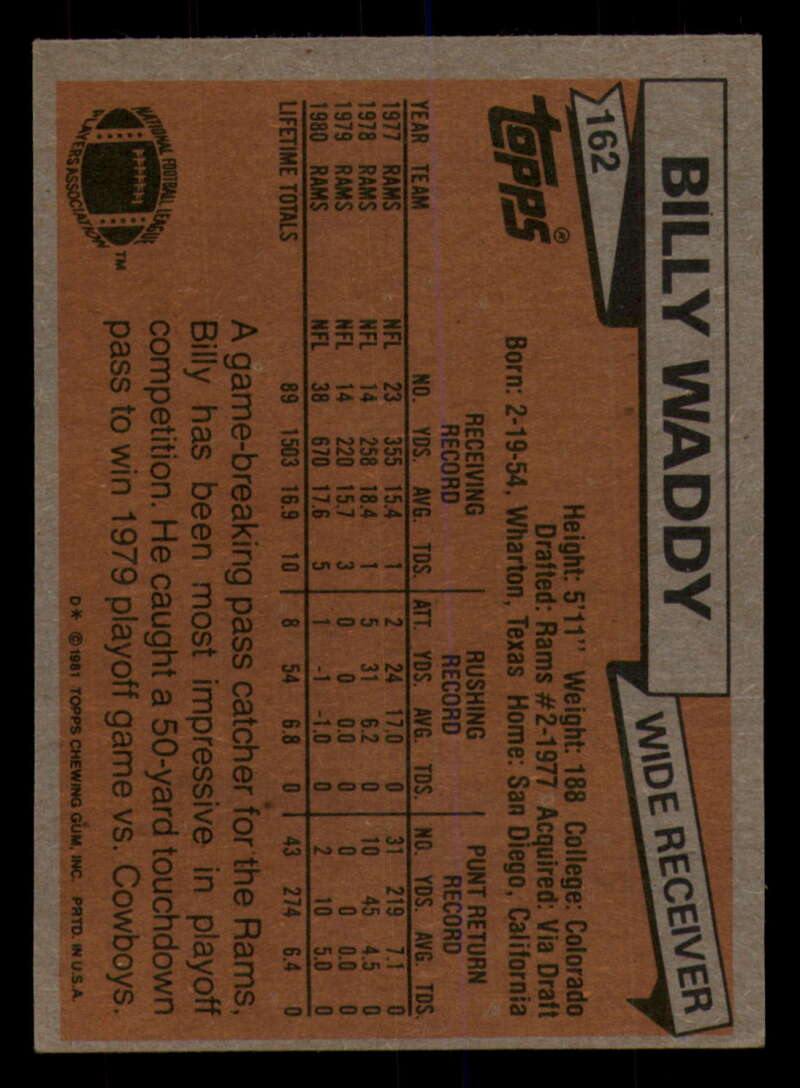 BILLY WADDY
WIDE RECEIVER
162
TOPPS®
Height: 5'11" Weight: 188 College: Colorado
Drafted: Rams #2-1977 Acquired: Via Draft
Born: 2-19-54, Wharton, Texas Home: San Diego, California
RECEIVING RECORD RUSHING RECORD PUNT RETURN RECORD
YEAR TEAM NO. YDS. AVG. TDS. ATT. YDS. AVG. TDS. NO. YDS. AVG. TDS.
1977 RAMS NFL 23 355 15.4 1 2 24 17.0 0 31 219 7.1 0
1978 RAMS NFL 14 258 18.4 1 5 31 6.2 0 10 45 4.5 0
1979 RAMS NFL 14 220 15.7 3 0 0 0.0 0 0 0 0.0 0
1980 RAMS NFL 38 670 17.6 5 1 -1 -1.0 0 2 10 5.0 0
LIFETIME TOTALS 89 1503 16.9 10 8 54 6.8 0 43 274 6.4 0
A game-breaking pass catcher for the Rams,
Billy has been most impressive in playoff
competition. He caught a 50-yard touchdown
pass to win 1979 playoff game vs. Cowboys.
NATIONAL FOOTBALL LEAGUE
PLAYERS ASSOCIATION
TM
D* ©1981 TOPPS CHEWING GUM, INC. PRTD. IN U.S.A.